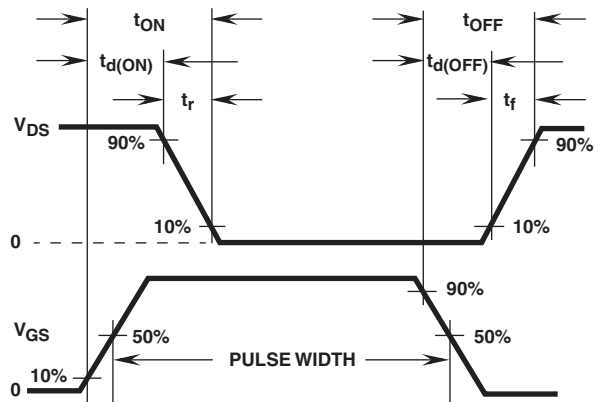 tON
tOFF
td(ON)
td(OFF)
tr
tf
VDS
90%
90%
10%
10%
0
90%
VGS
50%
PULSE WIDTH
50%
10%
0